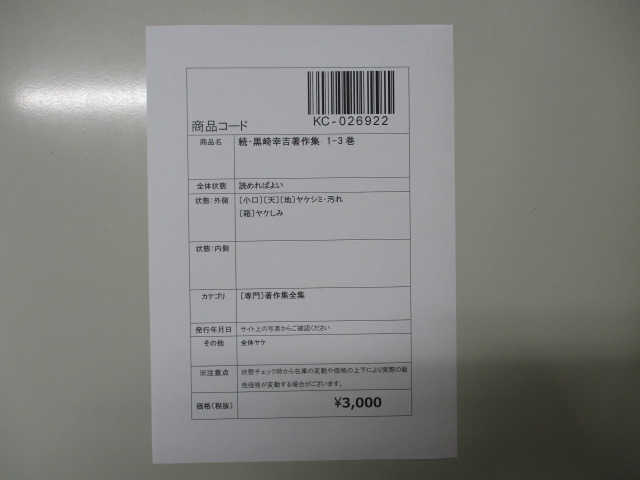 KC-026922
商品コード
商品名 続・黒崎幸吉著作集 1-3巻
全体状態 読めればよい
状態：外側 [小口][天][地]ヤケシミ・汚れ
[箱]ヤケしみ
状態：内側
カテゴリ [専門]著作集全集
発行年月日 サイト上の写真からご確認ください
その他 全体ヤケ
※注意点 状態チェック時から在庫の変動や価格の上下により実際の販
売価格が変動する場合がございます。
価格(税抜) ¥3,000